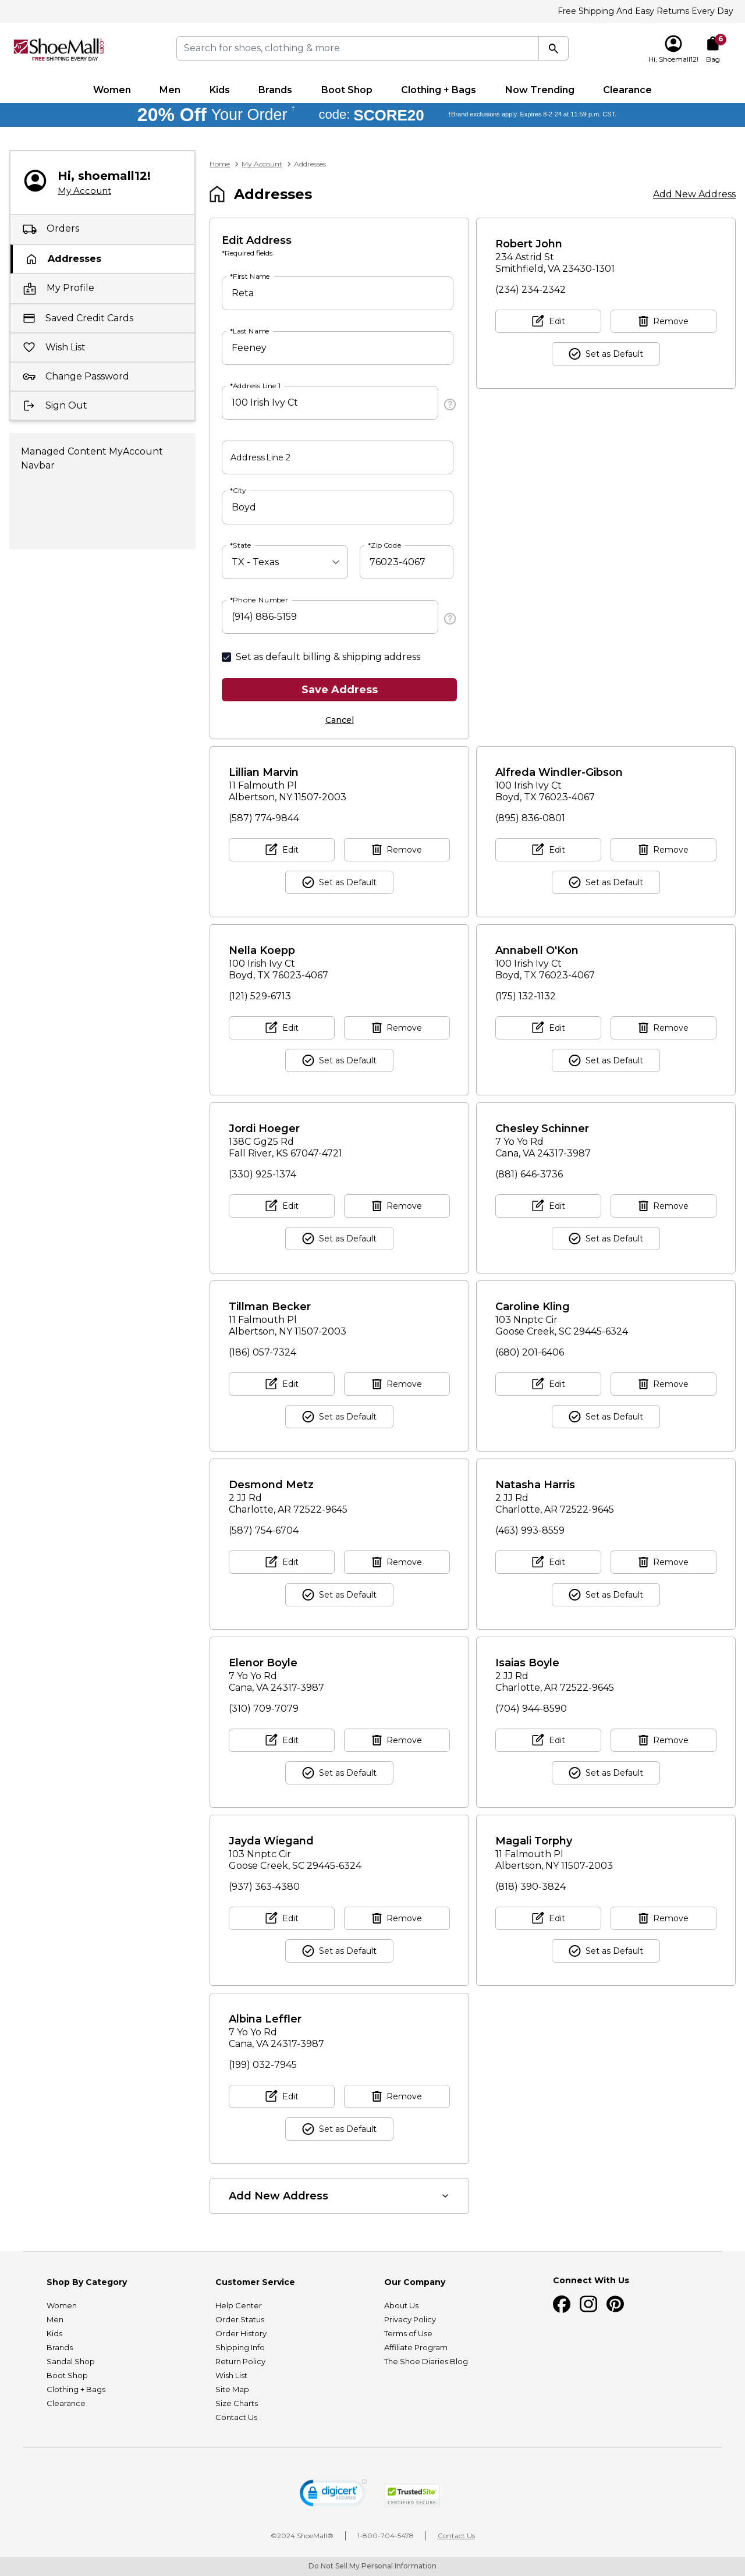 Free Shipping And Easy Returns Every Day
ShoeMall
FREE SHIPPING EVERY DAY
Search for shoes, clothing & more
Hi, Shoemall12!
6
Bag
Women Men Kids Brands Boot Shop Clothing + Bags Now Trending Clearance
20% Off Your Order † code: SCORE20 †Brand exclusions apply. Expires 8-2-24 at 11:59 p.m. CST.
Hi, shoemall12!
My Account
Orders
Addresses
My Profile
Saved Credit Cards
Wish List
Change Password
Sign Out
Managed Content MyAccount
Navbar
Home > My Account > Addresses
Addresses
Add New Address
Edit Address
*Required fields
*First Name
Reta
*Last Name
Feeney
*Address Line 1
100 Irish Ivy Ct
Address Line 2
*City
Boyd
*State
TX - Texas
*Zip Code
76023-4067
*Phone Number
(914) 886-5159
Set as default billing & shipping address
Save Address
Cancel
Robert John
234 Astrid St
Smithfield, VA 23430-1301
(234) 234-2342
Edit Remove
Set as Default
Lillian Marvin
11 Falmouth Pl
Albertson, NY 11507-2003
(587) 774-9844
Edit Remove
Set as Default
Alfreda Windler-Gibson
100 Irish Ivy Ct
Boyd, TX 76023-4067
(895) 836-0801
Edit Remove
Set as Default
Nella Koepp
100 Irish Ivy Ct
Boyd, TX 76023-4067
(121) 529-6713
Edit Remove
Set as Default
Annabell O'Kon
100 Irish Ivy Ct
Boyd, TX 76023-4067
(175) 132-1132
Edit Remove
Set as Default
Jordi Hoeger
138C Gg25 Rd
Fall River, KS 67047-4721
(330) 925-1374
Edit Remove
Set as Default
Chesley Schinner
7 Yo Yo Rd
Cana, VA 24317-3987
(881) 646-3736
Edit Remove
Set as Default
Tillman Becker
11 Falmouth Pl
Albertson, NY 11507-2003
(186) 057-7324
Edit Remove
Set as Default
Caroline Kling
103 Nnptc Cir
Goose Creek, SC 29445-6324
(680) 201-6406
Edit Remove
Set as Default
Desmond Metz
2 JJ Rd
Charlotte, AR 72522-9645
(587) 754-6704
Edit Remove
Set as Default
Natasha Harris
2 JJ Rd
Charlotte, AR 72522-9645
(463) 993-8559
Edit Remove
Set as Default
Elenor Boyle
7 Yo Yo Rd
Cana, VA 24317-3987
(310) 709-7079
Edit Remove
Set as Default
Isaias Boyle
2 JJ Rd
Charlotte, AR 72522-9645
(704) 944-8590
Edit Remove
Set as Default
Jayda Wiegand
103 Nnptc Cir
Goose Creek, SC 29445-6324
(937) 363-4380
Edit Remove
Set as Default
Magali Torphy
11 Falmouth Pl
Albertson, NY 11507-2003
(818) 390-3824
Edit Remove
Set as Default
Albina Leffler
7 Yo Yo Rd
Cana, VA 24317-3987
(199) 032-7945
Edit Remove
Set as Default
Add New Address
Shop By Category
Women
Men
Kids
Brands
Sandal Shop
Boot Shop
Clothing + Bags
Clearance
Customer Service
Help Center
Order Status
Order History
Shipping Info
Return Policy
Wish List
Site Map
Size Charts
Contact Us
Our Company
About Us
Privacy Policy
Terms of Use
Affiliate Program
The Shoe Diaries Blog
Connect With Us
digicert
SECURED
TrustedSite
CERTIFIED SECURE
©2024 ShoeMall® | 1-800-704-5478 | Contact Us
Do Not Sell My Personal Information